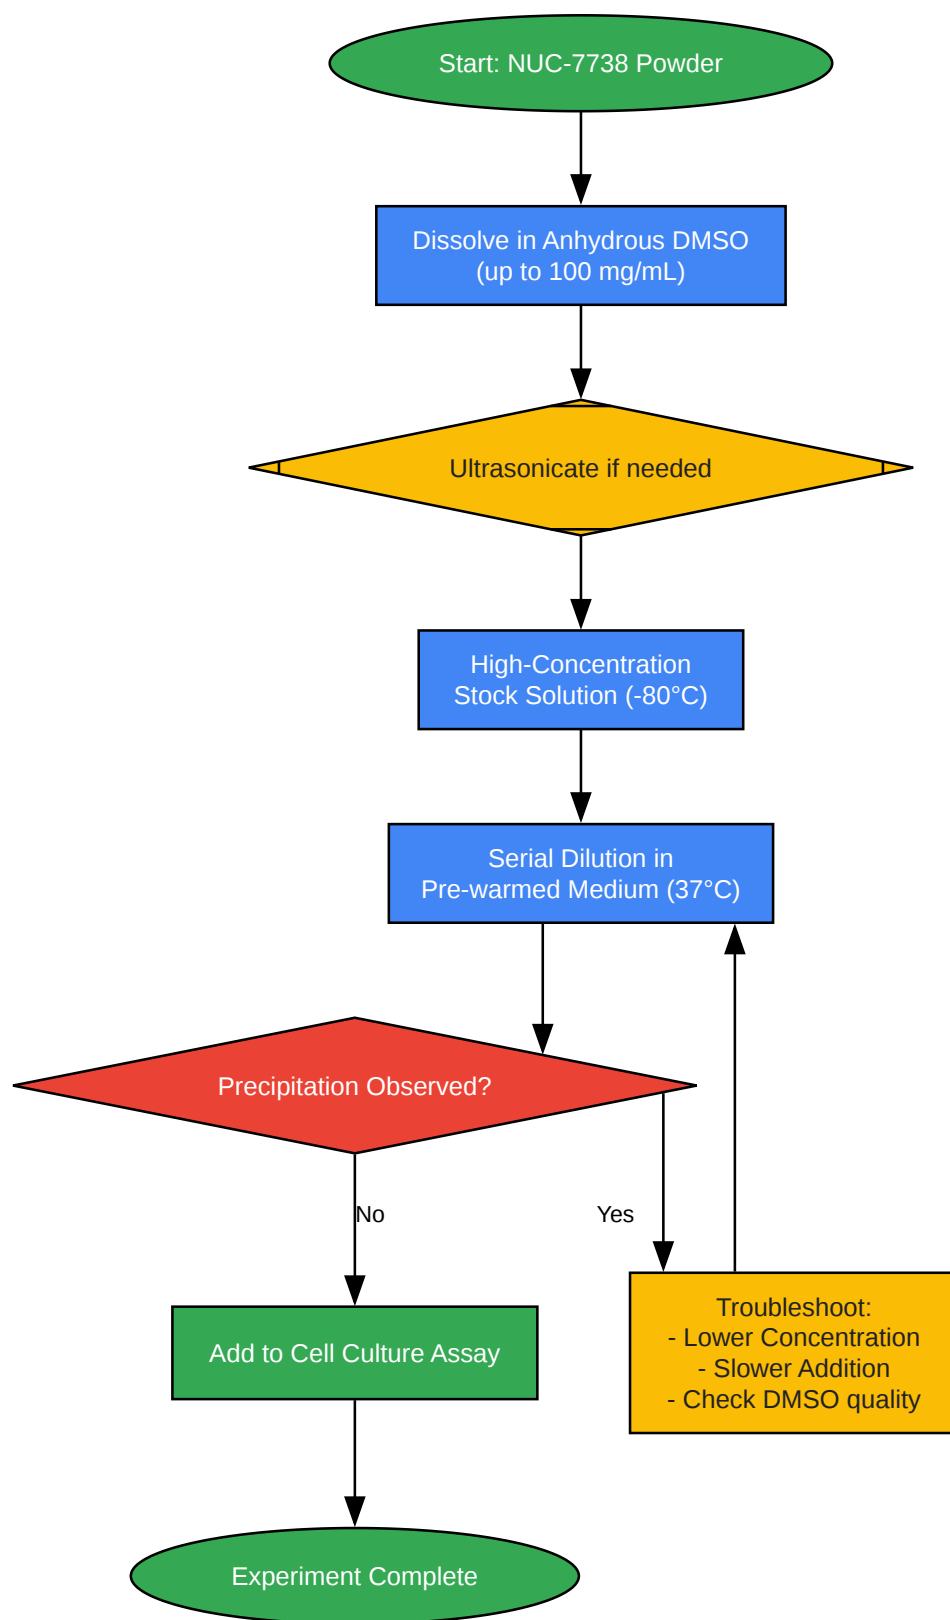 Start: NUC-7738 Powder
Dissolve in Anhydrous DMSO
(up to 100 mg/mL)
Ultrasonicate if needed
High-Concentration
Stock Solution (-80°C)
Serial Dilution in
Pre-warmed Medium (37°C)
Precipitation Observed?
No
Yes
Troubleshoot:
- Lower Concentration
- Slower Addition
- Check DMSO quality
Add to Cell Culture Assay
Experiment Complete